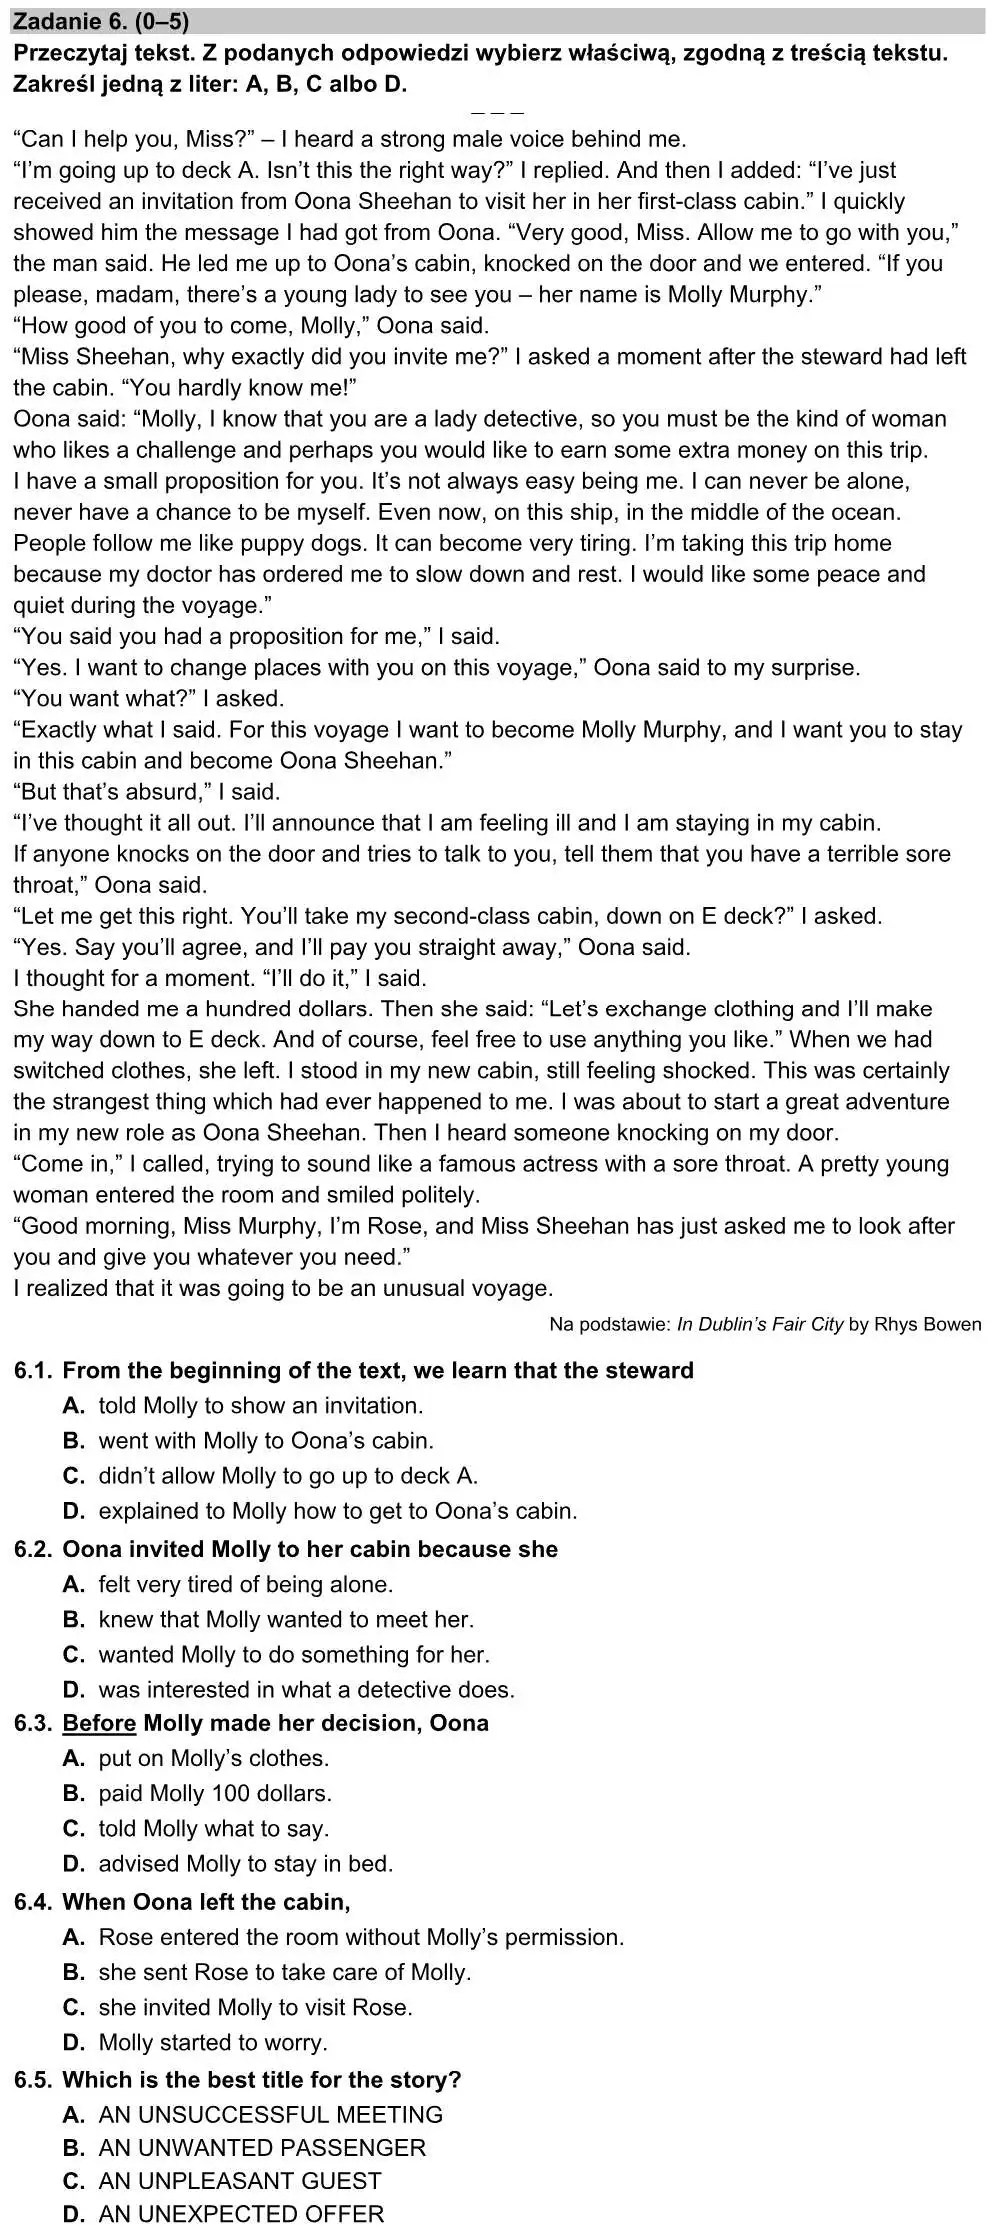 Zadanie 6. (0–5)
Przeczytaj tekst. Z podanych odpowiedzi wybierz właściwą, zgodną z treścią tekstu.
Zakreśl jedną z liter: A, B, C albo D.
_ _ _
“Can I help you, Miss?” – I heard a strong male voice behind me.
“I’m going up to deck A. Isn’t this the right way?” I replied. And then I added: “I’ve just
received an invitation from Oona Sheehan to visit her in her first-class cabin.” I quickly
showed him the message I had got from Oona. “Very good, Miss. Allow me to go with you,”
the man said. He led me up to Oona’s cabin, knocked on the door and we entered. “If you
please, madam, there’s a young lady to see you – her name is Molly Murphy.”
“How good of you to come, Molly,” Oona said.
“Miss Sheehan, why exactly did you invite me?” I asked a moment after the steward had left
the cabin. “You hardly know me!”
Oona said: “Molly, I know that you are a lady detective, so you must be the kind of woman
who likes a challenge and perhaps you would like to earn some extra money on this trip.
I have a small proposition for you. It’s not always easy being me. I can never be alone,
never have a chance to be myself. Even now, on this ship, in the middle of the ocean.
People follow me like puppy dogs. It can become very tiring. I’m taking this trip home
because my doctor has ordered me to slow down and rest. I would like some peace and
quiet during the voyage.”
“You said you had a proposition for me,” I said.
“Yes. I want to change places with you on this voyage,” Oona said to my surprise.
“You want what?” I asked.
“Exactly what I said. For this voyage I want to become Molly Murphy, and I want you to stay
in this cabin and become Oona Sheehan.”
“But that’s absurd,” I said.
“I’ve thought it all out. I’ll announce that I am feeling ill and I am staying in my cabin.
If anyone knocks on the door and tries to talk to you, tell them that you have a terrible sore
throat,” Oona said.
“Let me get this right. You’ll take my second-class cabin, down on E deck?” I asked.
“Yes. Say you’ll agree, and I’ll pay you straight away,” Oona said.
I thought for a moment. “I’ll do it,” I said.
She handed me a hundred dollars. Then she said: “Let’s exchange clothing and I’ll make
my way down to E deck. And of course, feel free to use anything you like.” When we had
switched clothes, she left. I stood in my new cabin, still feeling shocked. This was certainly
the strangest thing which had ever happened to me. I was about to start a great adventure
in my new role as Oona Sheehan. Then I heard someone knocking on my door.
“Come in,” I called, trying to sound like a famous actress with a sore throat. A pretty young
woman entered the room and smiled politely.
“Good morning, Miss Murphy, I’m Rose, and Miss Sheehan has just asked me to look after
you and give you whatever you need.”
I realized that it was going to be an unusual voyage.
Na podstawie: In Dublin’s Fair City by Rhys Bowen
6.1. From the beginning of the text, we learn that the steward
A. told Molly to show an invitation.
B. went with Molly to Oona’s cabin.
C. didn’t allow Molly to go up to deck A.
D. explained to Molly how to get to Oona’s cabin.
6.2. Oona invited Molly to her cabin because she
A. felt very tired of being alone.
B. knew that Molly wanted to meet her.
C. wanted Molly to do something for her.
D. was interested in what a detective does.
6.3. Before Molly made her decision, Oona
A. put on Molly’s clothes.
B. paid Molly 100 dollars.
C. told Molly what to say.
D. advised Molly to stay in bed.
6.4. When Oona left the cabin,
A. Rose entered the room without Molly’s permission.
B. she sent Rose to take care of Molly.
C. she invited Molly to visit Rose.
D. Molly started to worry.
6.5. Which is the best title for the story?
A. AN UNSUCCESSFUL MEETING
B. AN UNWANTED PASSENGER
C. AN UNPLEASANT GUEST
D. AN UNEXPECTED OFFER